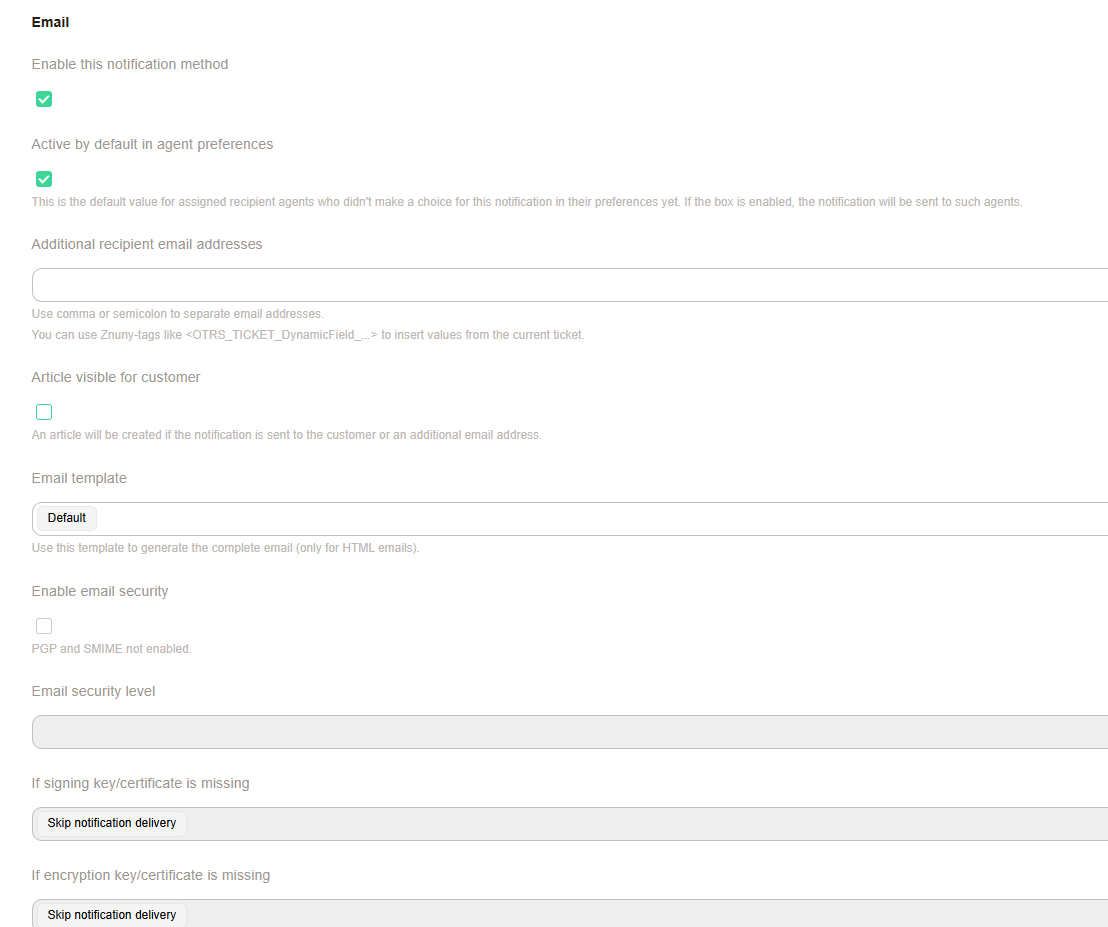 Email
Enable this notification method
Active by default in agent preferences
This is the default value for assigned recipient agents who didn't make a choice for this notification in their preferences yet. If the box is enabled, the notification will be sent to such agents.
Additional recipient email addresses
Use comma or semicolon to separate email addresses.
You can use Znuny-tags like <OTRS_TICKET_DynamicField_...> to insert values from the current ticket.
Article visible for customer
An article will be created if the notification is sent to the customer or an additional email address.
Email template
Default
Use this template to generate the complete email (only for HTML emails).
Enable email security
PGP and SMIME not enabled.
Email security level
If signing key/certificate is missing
Skip notification delivery
If encryption key/certificate is missing
Skip notification delivery